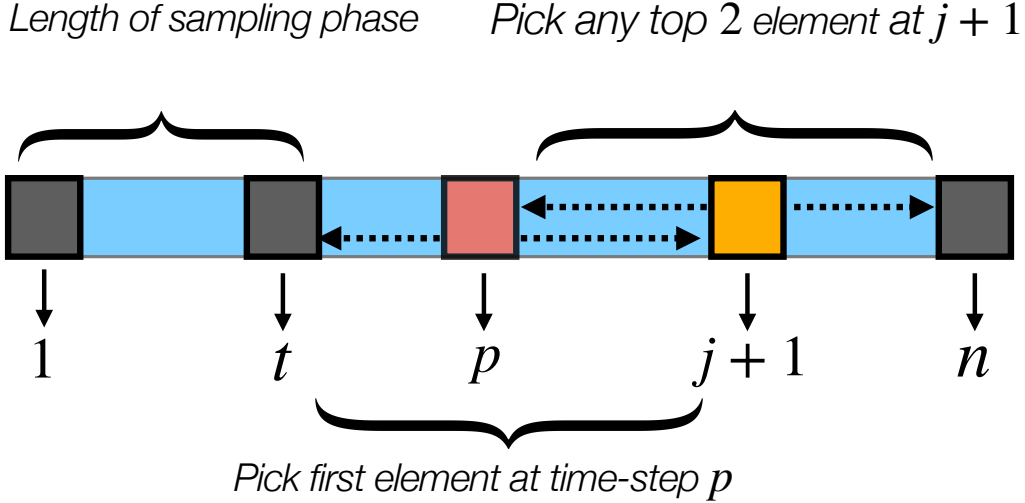 Length of sampling phase
Pick any top 2 element at j + 1
1
t
p
j + 1
n
Pick first element at time-step p